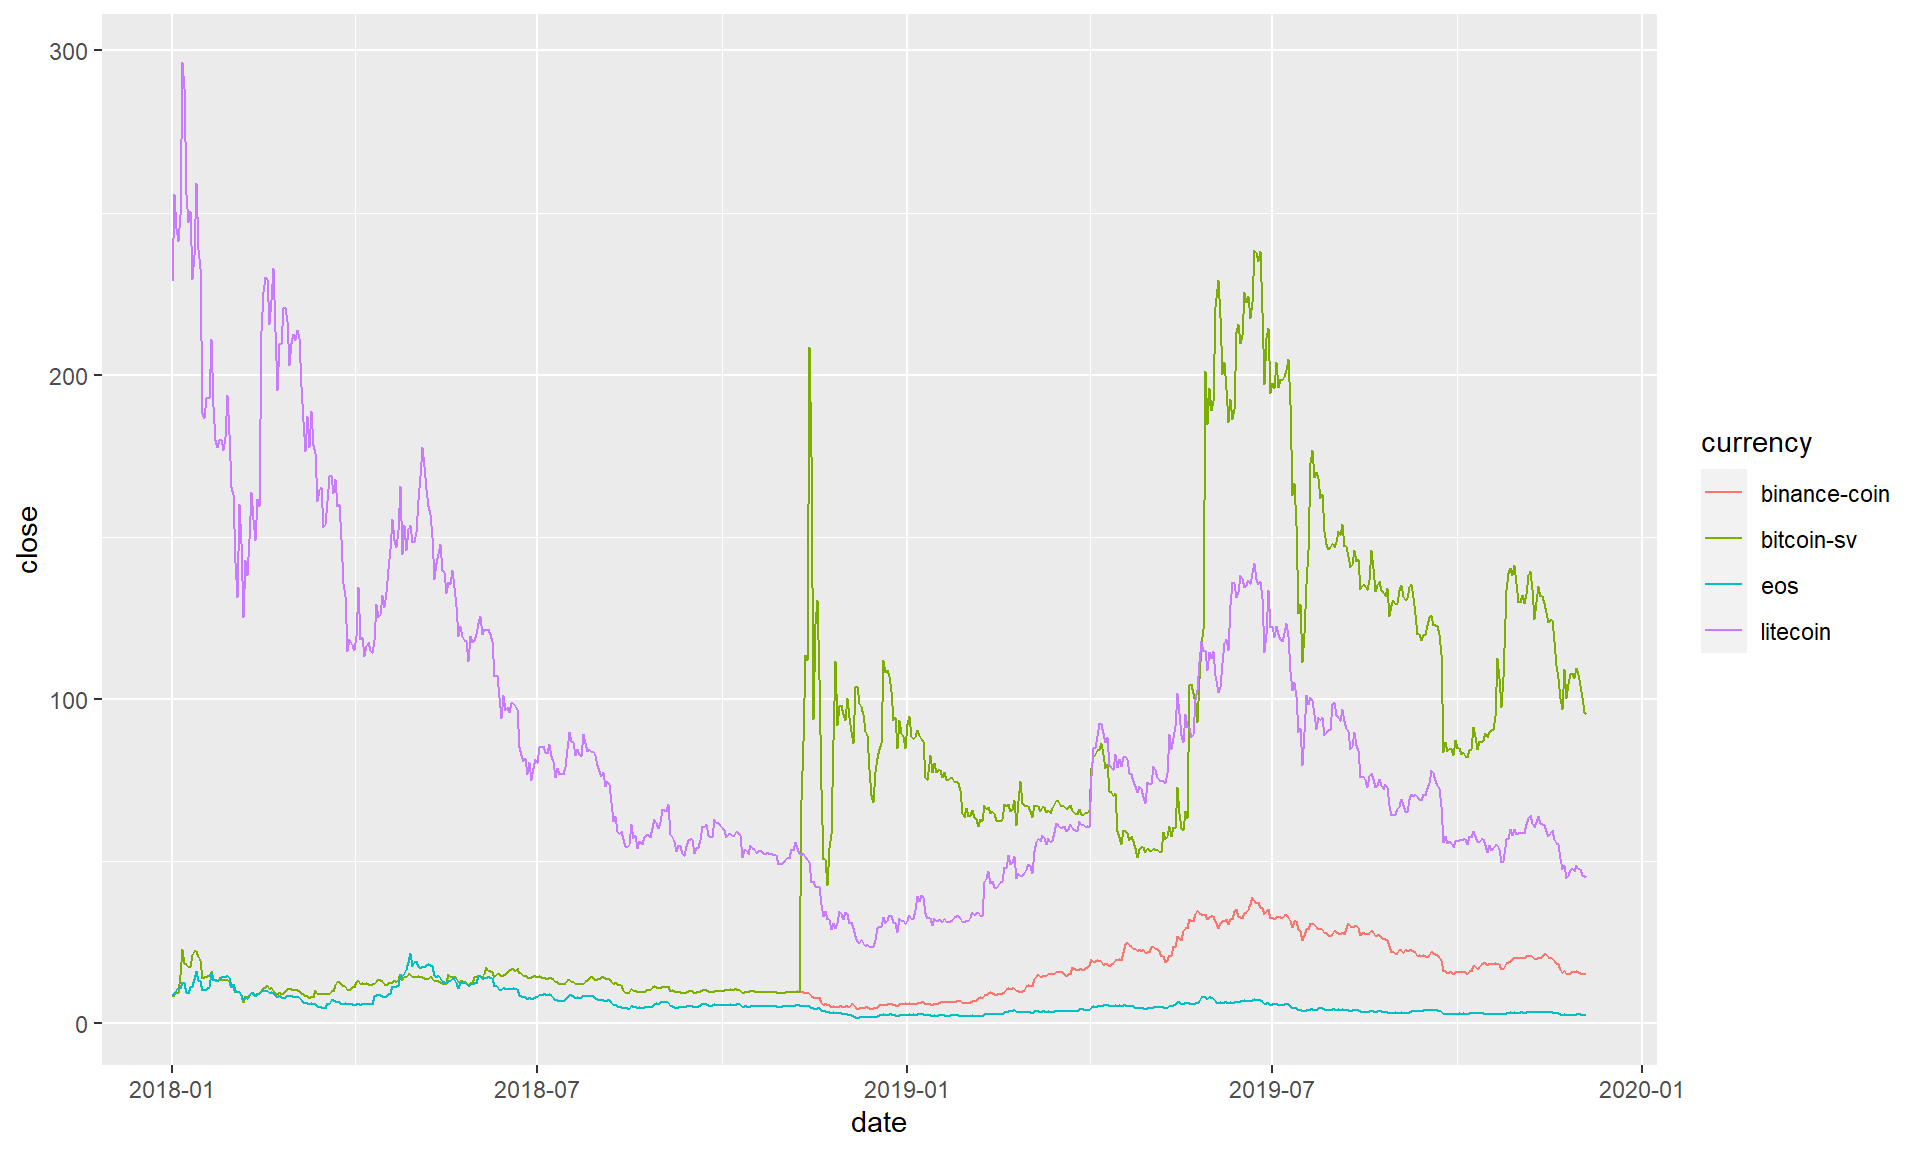 300
200
100
0
close
2018-01
2018-07
2019-01
2019-07
2020-01
date
currency
binance-coin
bitcoin-sv
eos
litecoin